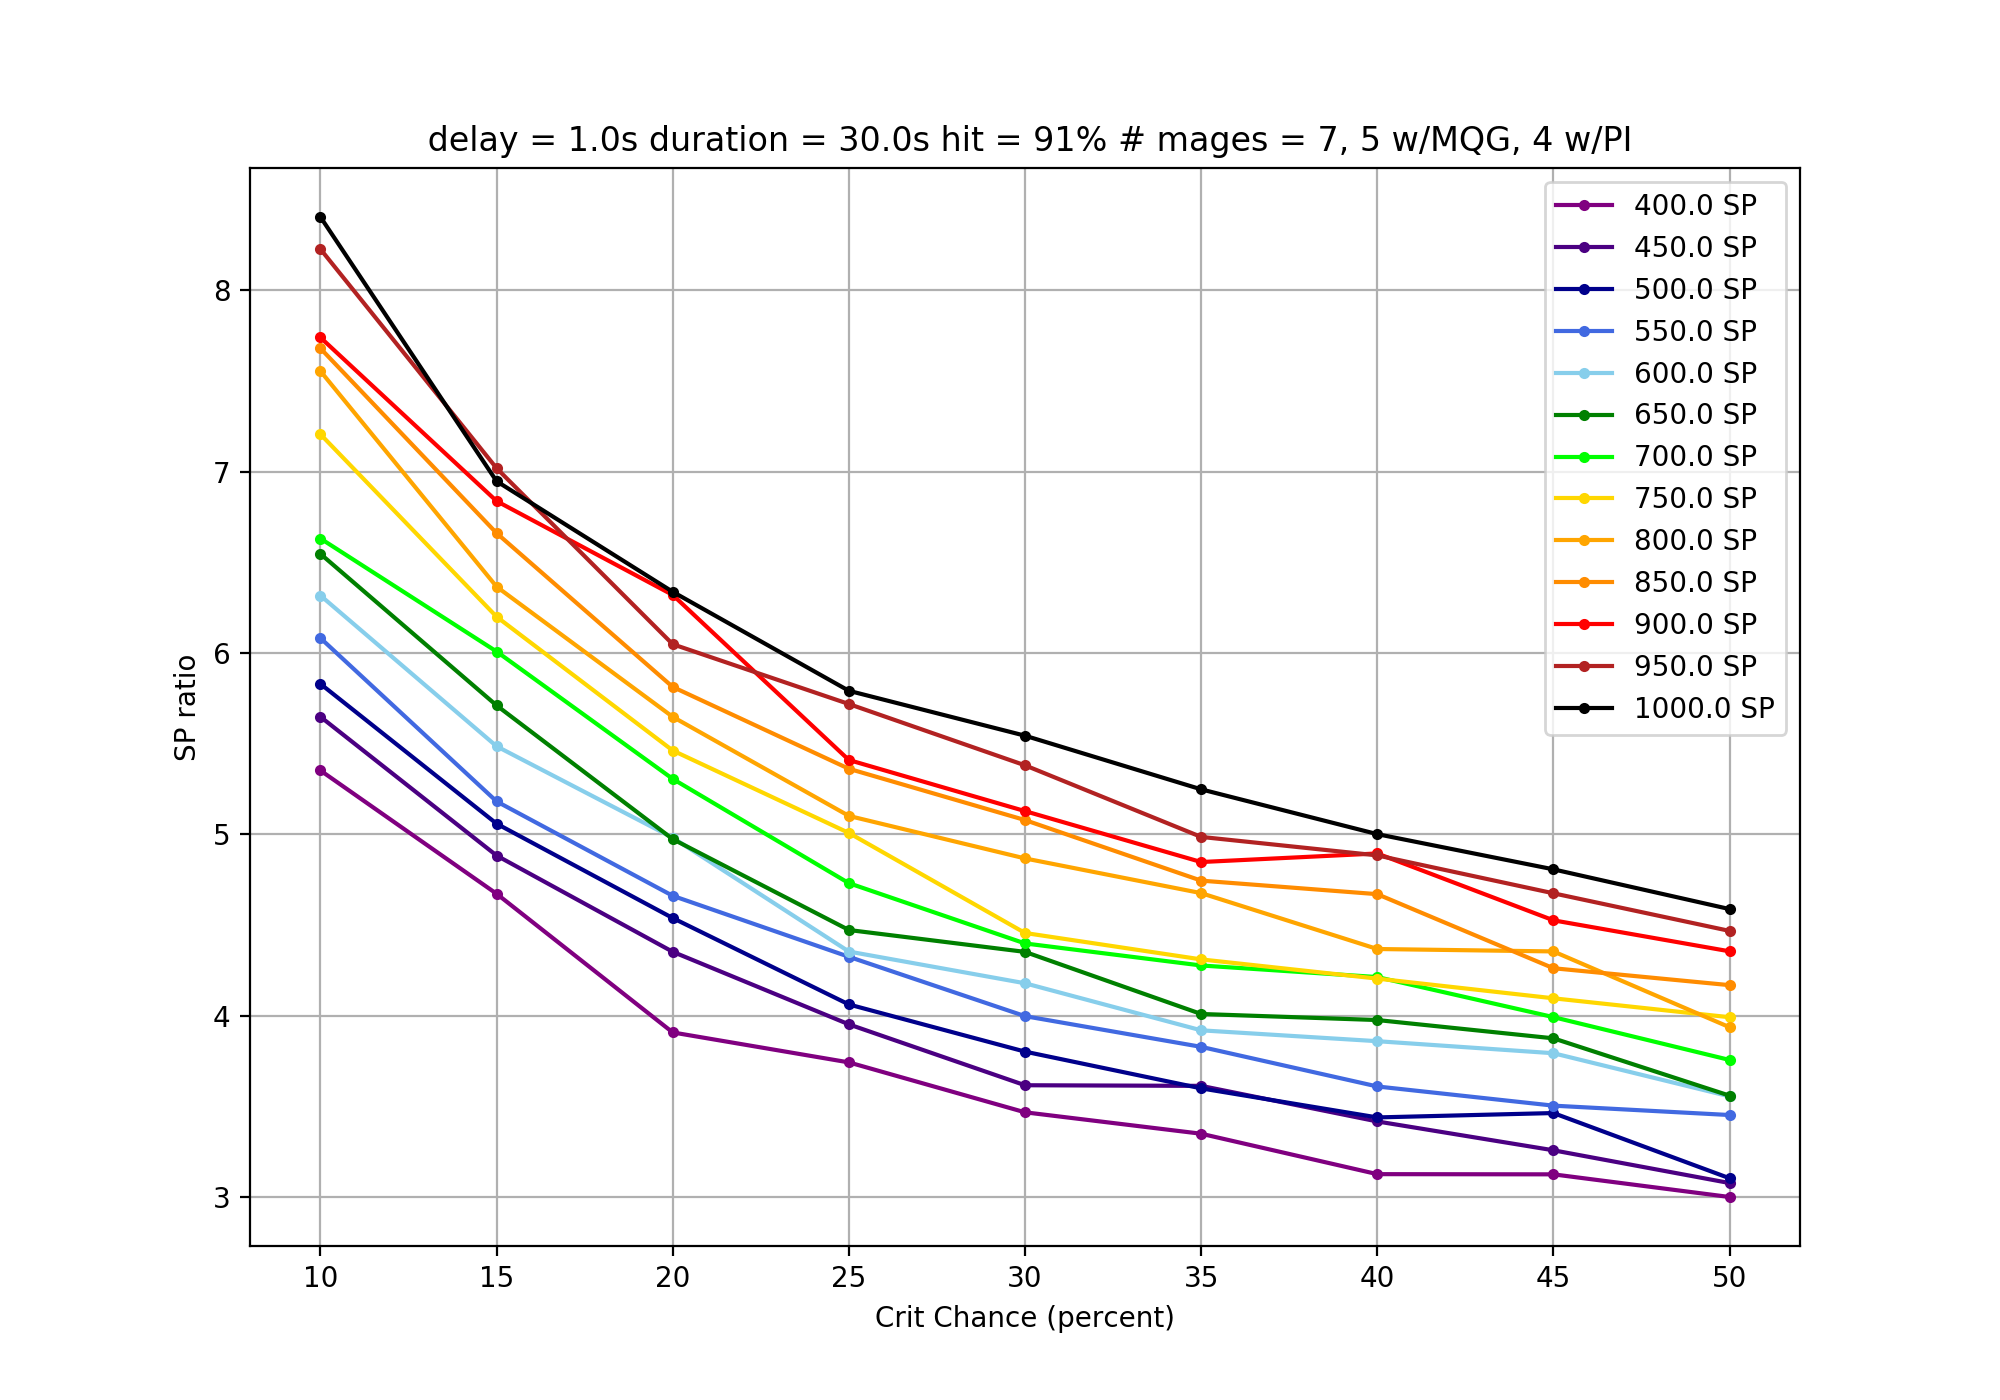 delay = 1.0s duration = 30.0s hit = 91% # mages = 7, 5 w/MQG, 4 w/PI
400.0 SP
450.0 SP
500.0 SP
550.0 SP
600.0 SP
650.0 SP
700.0 SP
750.0 SP
800.0 SP
850.0 SP
900.0 SP
950.0 SP
1000.0 SP
8
7
6
5
4
3
SP ratio
10 15 20 25 30 35 40 45 50
Crit Chance (percent)